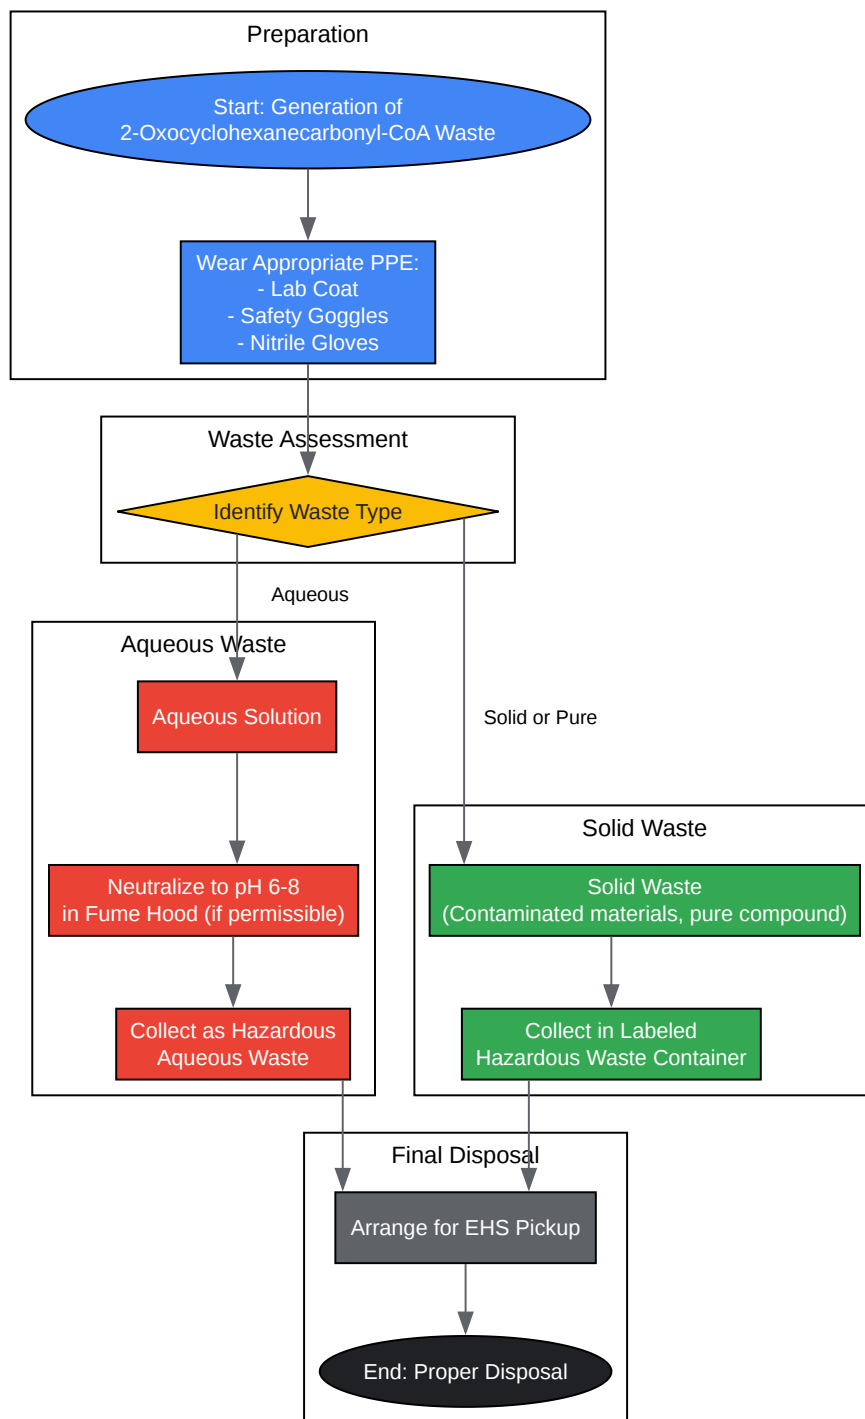 Preparation
Start: Generation of
2-Oxocyclohexanecarbonyl-CoA Waste
Wear Appropriate PPE:
- Lab Coat
- Safety Goggles
- Nitrile Gloves
Waste Assessment
Identify Waste Type
Aqueous
Aqueous Waste
Aqueous Solution
Solid or Pure
Neutralize to pH 6-8
in Fume Hood (if permissible)
Collect as Hazardous
Aqueous Waste
Solid Waste
Solid Waste
(Contaminated materials, pure compound)
Collect in Labeled
Hazardous Waste Container
Final Disposal
Arrange for EHS Pickup
End: Proper Disposal